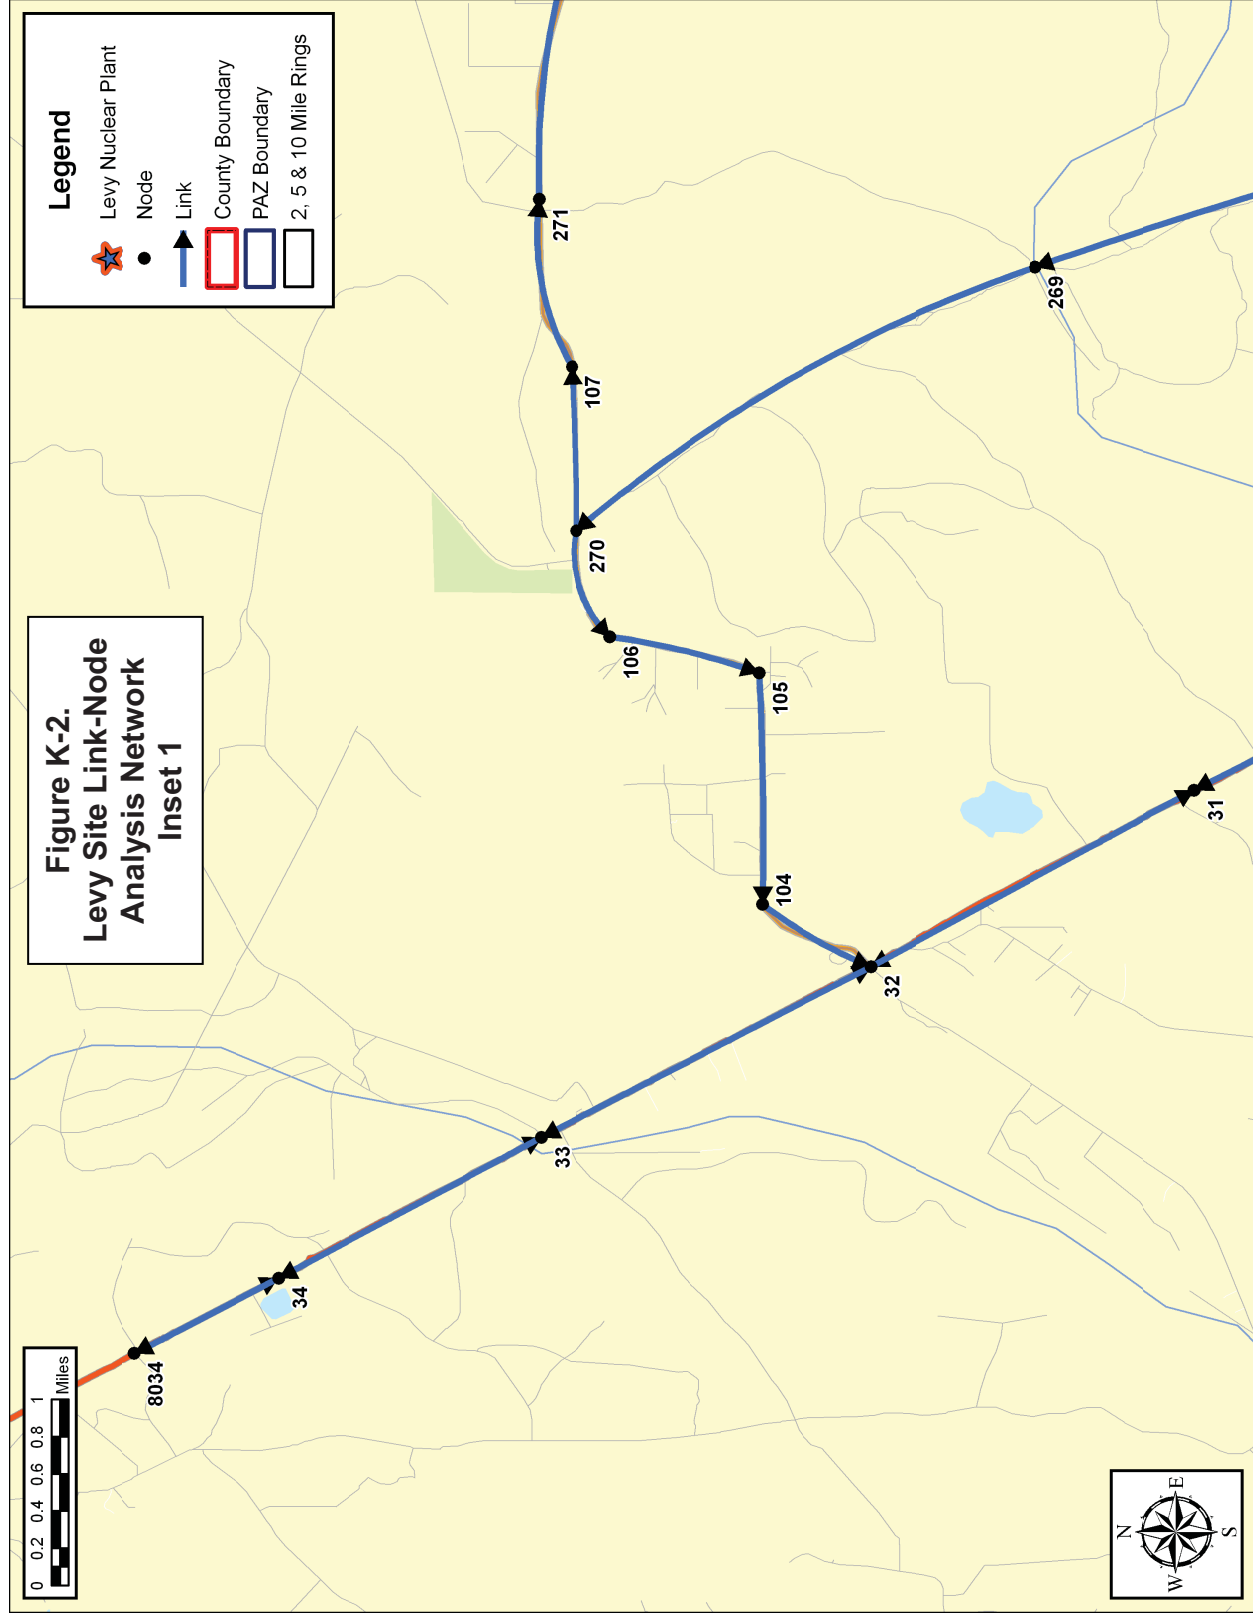 Figure K-2.
Levy Site Link-Node
Analysis Network
Inset 1
Legend
Levy Nuclear Plant
Node
Link
County Boundary
PAZ Boundary
2, 5 & 10 Mile Rings
0 0.2 0.4 0.6 0.8 1
Miles
8034
34
33
32
31
104
105
106
270
107
271
269
N
W E
S